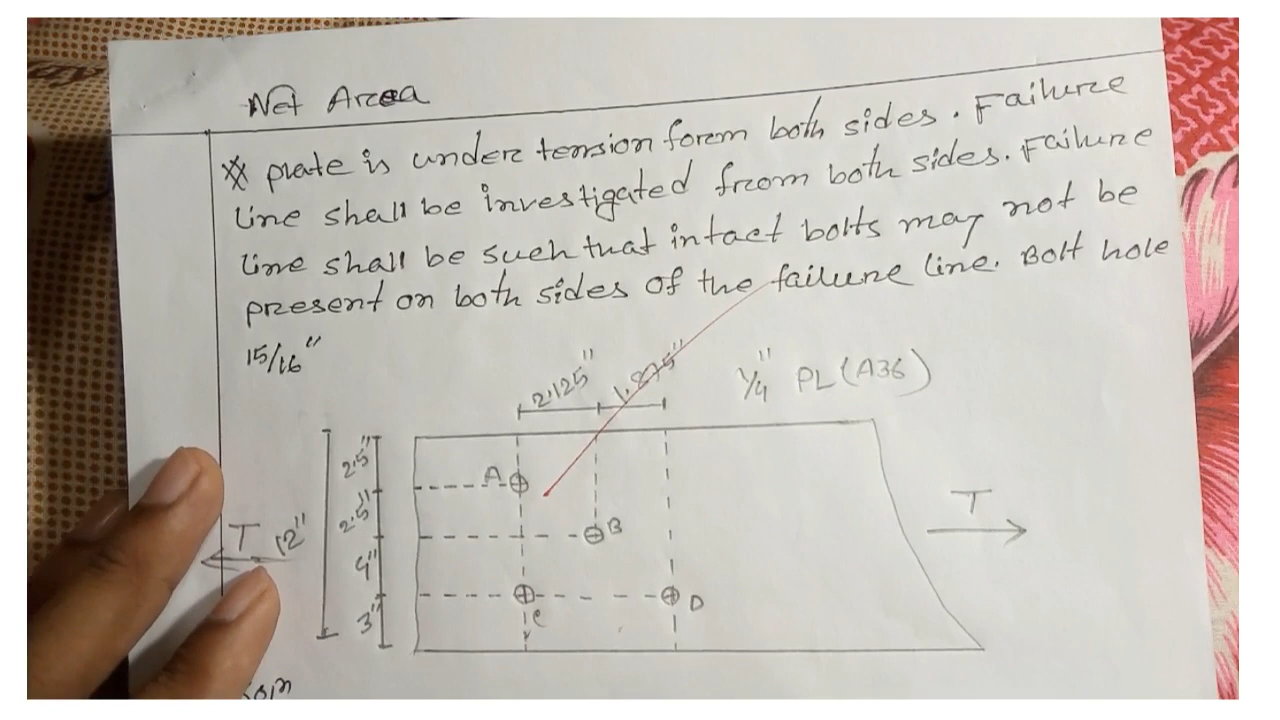 Net Area
※ plate is under tension form both sides. Failure
line shall be investigated from both sides. Failure
line shall be such that intact bolts may not be
present on both sides of the failure line. Bolt hole
15/16"
2.125"
1.875"
1/4" PL (A36)
2.5"
2.5"
4"
3"
12"
T
T
A
B
C
D